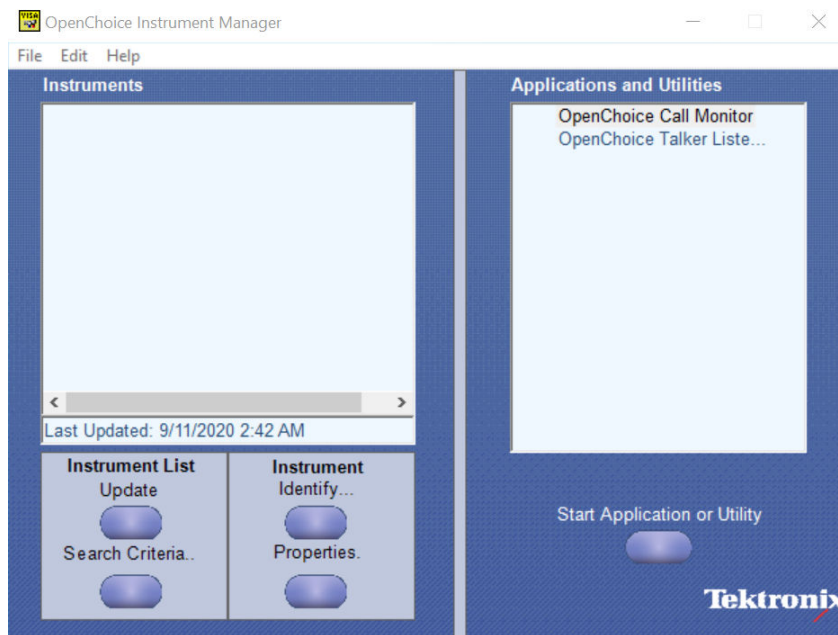 VISA
OpenChoice Instrument Manager
File Edit Help
Instruments
Last Updated: 9/11/2020 2:42 AM
Instrument List
Update
Search Criteria..
Instrument
Identify...
Properties.
Applications and Utilities
OpenChoice Call Monitor
OpenChoice Talker Liste...
Start Application or Utility
Tektronix